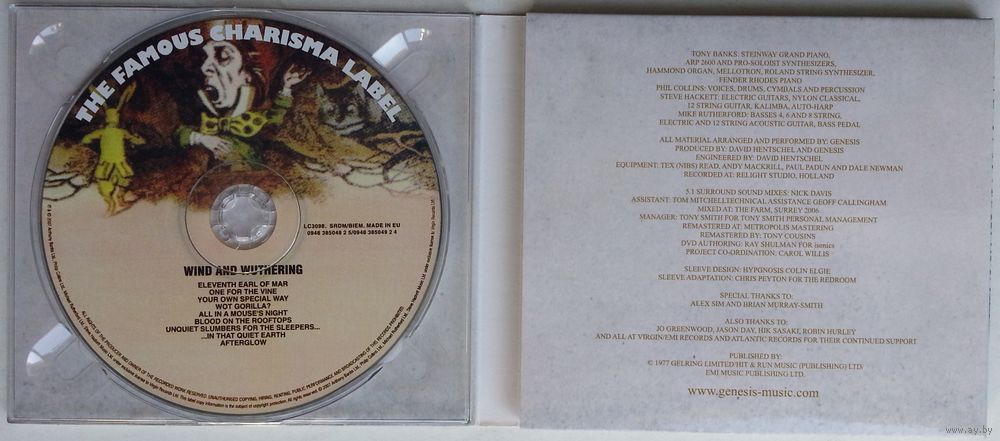 THE FAMOUS CHARISMA LABEL
LC3098. SRDM/BIEM. MADE IN EU
0946 385048 2 5/0946 385049 2 4
WIND AND WUTHERING
ELEVENTH EARL OF MAR
ONE FOR THE VINE
YOUR OWN SPECIAL WAY
WOT GORILLA?
ALL IN A MOUSE'S NIGHT
BLOOD ON THE ROOFTOPS
UNQUIET SLUMBERS FOR THE SLEEPERS...
...IN THAT QUIET EARTH
AFTERGLOW
TONY BANKS: STEINWAY GRAND PIANO,
ARP 2600 AND PRO-SOLOIST SYNTHESIZERS,
HAMMOND ORGAN, MELLOTRON, ROLAND STRING SYNTHESIZER,
FENDER RHODES PIANO
PHIL COLLINS: VOICES, DRUMS, CYMBALS AND PERCUSSION
STEVE HACKETT: ELECTRIC GUITARS, NYLON CLASSICAL,
12 STRING GUITAR, KALIMBA, AUTO-HARP
MIKE RUTHERFORD: BASSES 4, 6 AND 8 STRING,
ELECTRIC AND 12 STRING ACOUSTIC GUITAR, BASS PEDAL
ALL MATERIAL ARRANGED AND PERFORMED BY: GENESIS
PRODUCED BY: DAVID HENTSCHEL AND GENESIS
ENGINEERED BY: DAVID HENTSCHEL
EQUIPMENT: TEX (NIBS) READ, ANDY MACKRILL, PAUL PADUN AND DALE NEWMAN
RECORDED AT: RELIGHT STUDIO, HOLLAND
5.1 SURROUND SOUND MIXES: NICK DAVIS
ASSISTANT: TOM MITCHELLTECHNICAL ASSISTANCE GEOFF CALLINGHAM
MIXED AT: THE FARM, SURREY 2006
MANAGER: TONY SMITH FOR TONY SMITH PERSONAL MANAGEMENT
REMASTERED AT: METROPOLIS MASTERING
REMASTERED BY: TONY COUSINS
DVD AUTHORING: RAY SHULMAN FOR isonics
PROJECT CO-ORDINATION: CAROL WILLIS
SLEEVE DESIGN: HYPGNOSIS COLIN ELGIE
SLEEVE ADAPTATION: CHRIS PEYTON FOR THE REDROOM
SPECIAL THANKS TO:
ALEX SIM AND BRIAN MURRAY-SMITH
ALSO THANKS TO:
JO GREENWOOD, JASON DAY, HIK SASAKI, ROBIN HURLEY
AND ALL AT VIRGIN/EMI RECORDS AND ATLANTIC RECORDS FOR THEIR CONTINUED SUPPORT
PUBLISHED BY:
© 1977 GELRING LIMITED/HIT & RUN MUSIC (PUBLISHING) LTD/
EMI MUSIC PUBLISHING LTD.
www.genesis-music.com
www.ay.by